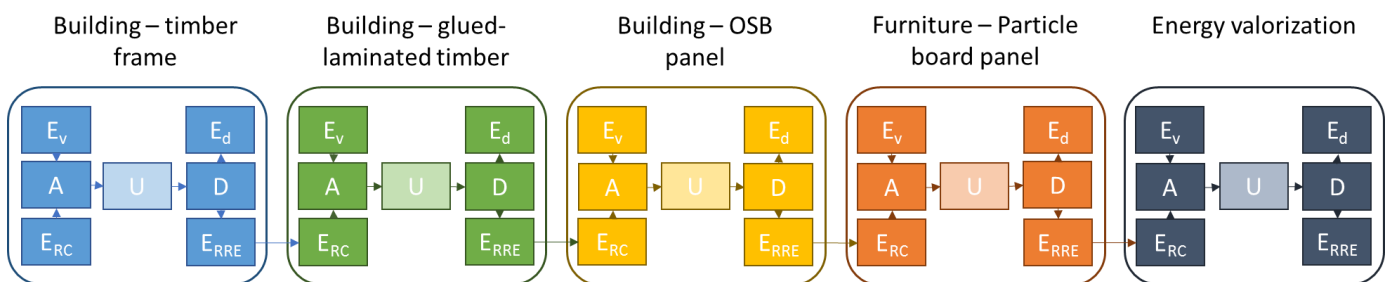 Building – timber
frame
Building – glued-
laminated timber
Building – OSB
panel
Furniture – Particle
board panel
Energy valorization
Ev
Ed
A
U
D
ERC
ERRE
Ev
Ed
A
U
D
ERC
ERRE
Ev
Ed
A
U
D
ERC
ERRE
Ev
Ed
A
U
D
ERC
ERRE
Ev
Ed
A
U
D
ERC
ERRE